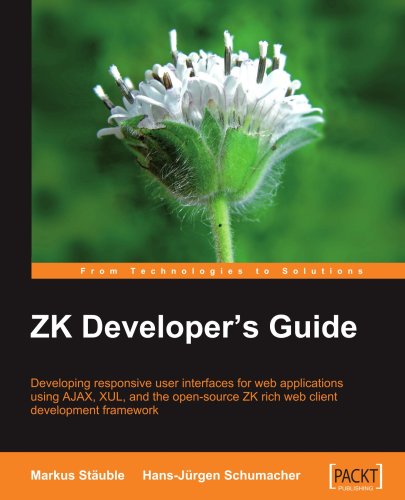 From Technologies to Solutions
ZK Developer's Guide
Developing responsive user interfaces for web applications
using AJAX, XUL, and the open-source ZK rich web client
development framework
Markus Stäuble Hans-Jürgen Schumacher
[PACKT]
PUBLISHING